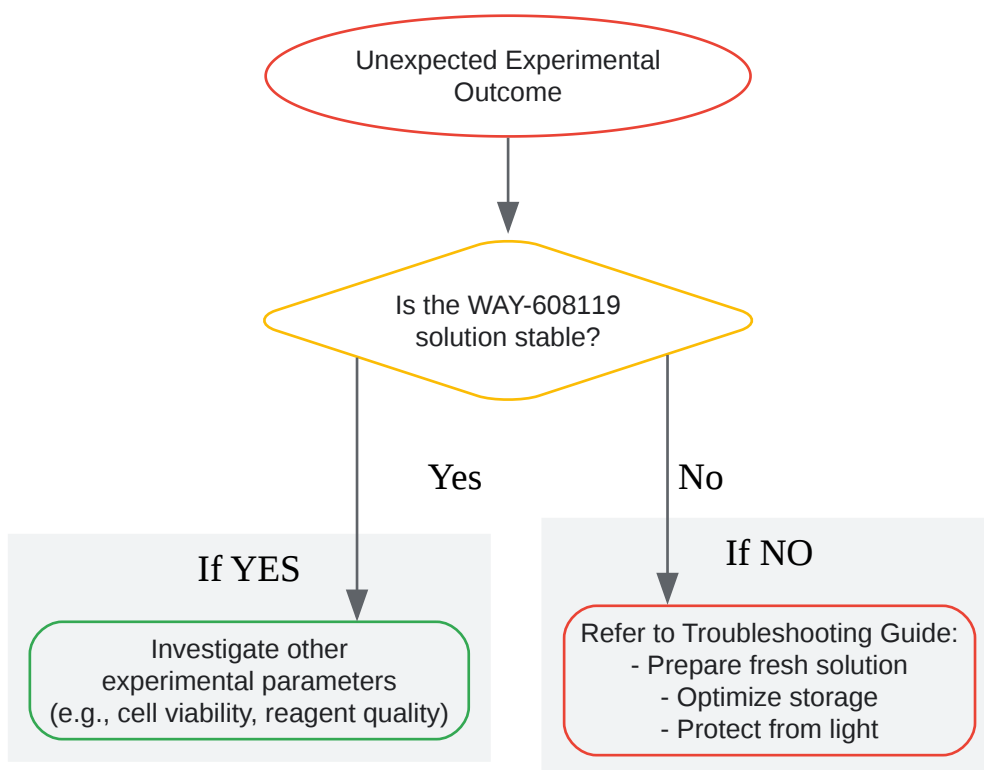 Unexpected Experimental
Outcome
Is the WAY-608119
solution stable?
Yes
No
If YES
If NO
Investigate other
experimental parameters
(e.g., cell viability, reagent quality)
Refer to Troubleshooting Guide:
- Prepare fresh solution
- Optimize storage
- Protect from light